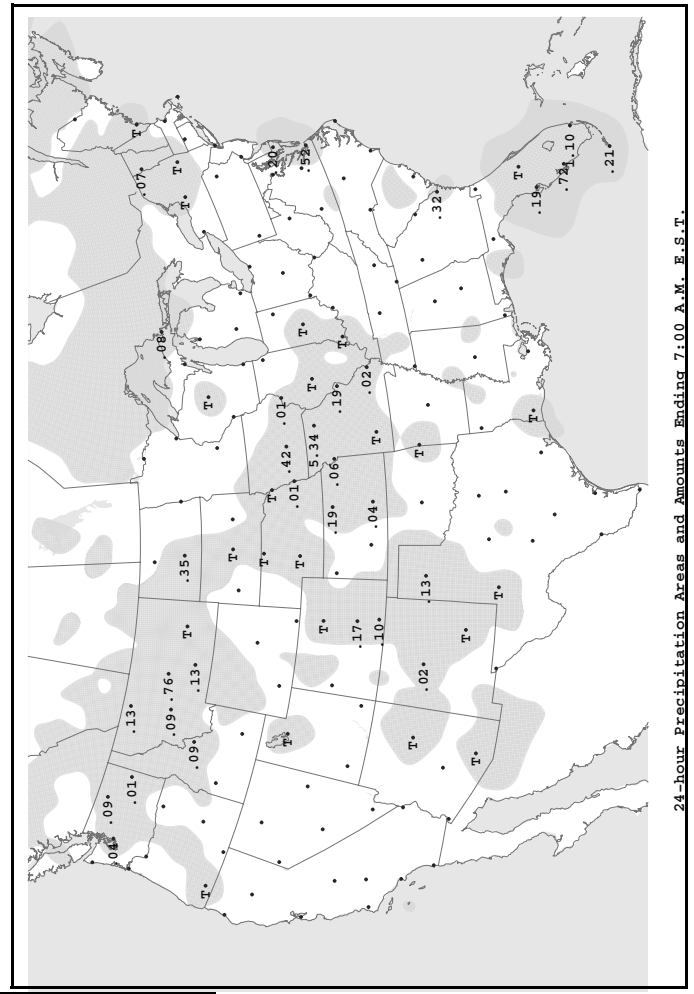 .09
.04
.13
.01
T
.07
.08
.76
.09
T
.35
T
T
.09
.13
T
T
T
T
T
.20
.01
.42
T
.01
T
T
.52
T
5.34
T
.19
.06
.19
T
.17
.02
.04
T
.10
T
T
.02
.13
.32
T
T
T
T
T
.19
.72
1.10
.21
24-hour Precipitation Areas and Amounts Ending 7:00 A.M. E.S.T.